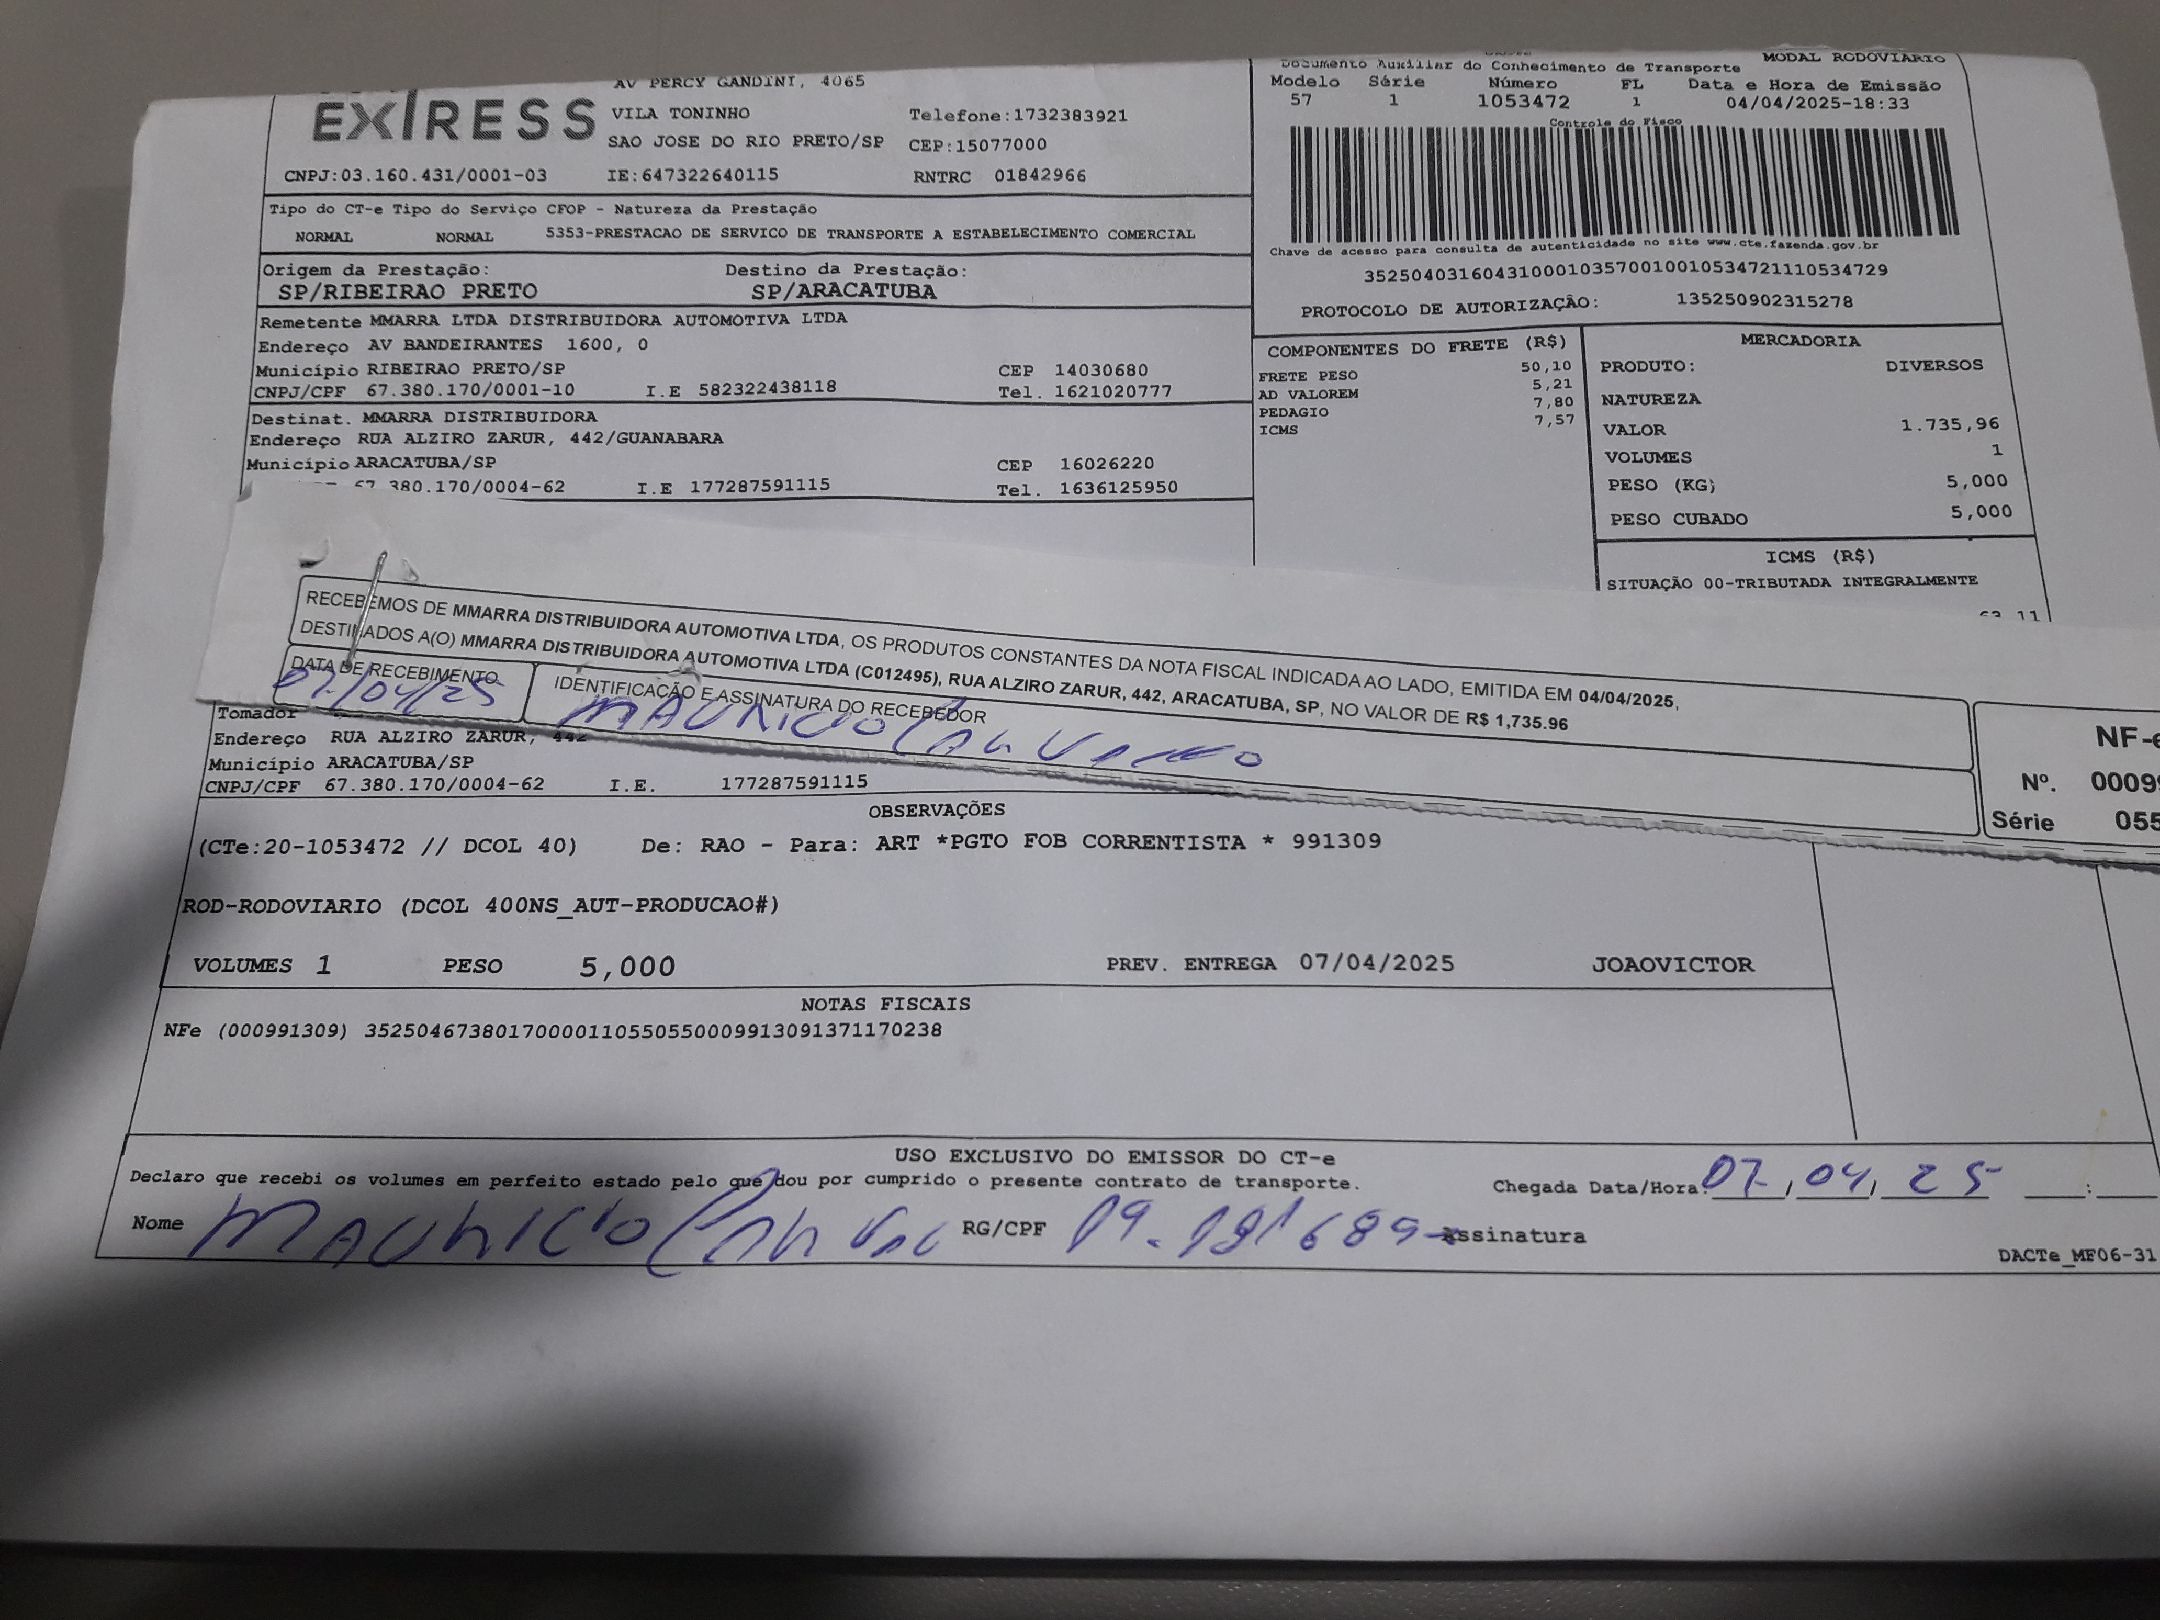 AV PERCY GANDINI, 4065
EXPRESS VILA TONINHO Telefone:1732383921
SAO JOSE DO RIO PRETO/SP CEP:15077000
CNPJ:03.160.431/0001-03 IE:647322640115 RNTRC 01842966
Documento Auxiliar do Conhecimento de Transporte MODAL RODOVIARIO
Modelo Série Número FL Data e Hora de Emissão
57 1 1053472 1 04/04/2025-18:33
Controle do Fisco
Chave de acesso para consulta de autenticidade no site www.cte.fazenda.gov.br
35250403160431000103570010010534721110534729
PROTOCOLO DE AUTORIZAÇÃO: 135250902315278
Tipo do CT-e Tipo do Serviço CFOP - Natureza da Prestação
NORMAL NORMAL 5353-PRESTACAO DE SERVICO DE TRANSPORTE A ESTABELECIMENTO COMERCIAL
Origem da Prestação: Destino da Prestação:
SP/RIBEIRAO PRETO SP/ARACATUBA
Remetente MMARRA LTDA DISTRIBUIDORA AUTOMOTIVA LTDA
Endereço AV BANDEIRANTES 1600, 0
Município RIBEIRAO PRETO/SP CEP 14030680
CNPJ/CPF 67.380.170/0001-10 I.E 582322438118 Tel. 1621020777
Destinat. MMARRA DISTRIBUIDORA
Endereço RUA ALZIRO ZARUR, 442/GUANABARA
Município ARACATUBA/SP CEP 16026220
67.380.170/0004-62 I.E 177287591115 Tel. 1636125950
COMPONENTES DO FRETE (R$)
FRETE PESO 50,10
AD VALOREM 5,21
PEDAGIO 7,80
ICMS 7,57
MERCADORIA
PRODUTO: DIVERSOS
NATUREZA
VALOR 1.735,96
VOLUMES 1
PESO (KG) 5,000
PESO CUBADO 5,000
ICMS (R$)
SITUAÇÃO 00-TRIBUTADA INTEGRALMENTE
63,11
RECEBEMOS DE MMARRA DISTRIBUIDORA AUTOMOTIVA LTDA, OS PRODUTOS CONSTANTES DA NOTA FISCAL INDICADA AO LADO, EMITIDA EM 04/04/2025,
DESTINADOS A(O) MMARRA DISTRIBUIDORA AUTOMOTIVA LTDA (C012495), RUA ALZIRO ZARUR, 442, ARACATUBA, SP, NO VALOR DE R$ 1,735.96
DATA DE RECEBIMENTO IDENTIFICAÇÃO E ASSINATURA DO RECEBEDOR
07/04/25 MAURICIO
NF-e
Nº. 0009
Série 055
Tomador
Endereço RUA ALZIRO ZARUR, 442
Município ARACATUBA/SP
CNPJ/CPF 67.380.170/0004-62 I.E. 177287591115
OBSERVAÇÕES
(CTe:20-1053472 // DCOL 40) De: RAO - Para: ART *PGTO FOB CORRENTISTA * 991309
ROD-RODOVIARIO (DCOL 400NS_AUT-PRODUCAO#)
VOLUMES 1 PESO 5,000 PREV. ENTREGA 07/04/2025 JOAOVICTOR
NOTAS FISCAIS
NFe (000991309) 35250467380170000110550550009913091371170238
USO EXCLUSIVO DO EMISSOR DO CT-e
Declaro que recebi os volumes em perfeito estado pelo que dou por cumprido o presente contrato de transporte. Chegada Data/Hora: 07, 04, 25 :
Nome MAURICIO RG/CPF 19.181689- Assinatura
DACTe_MF06-31